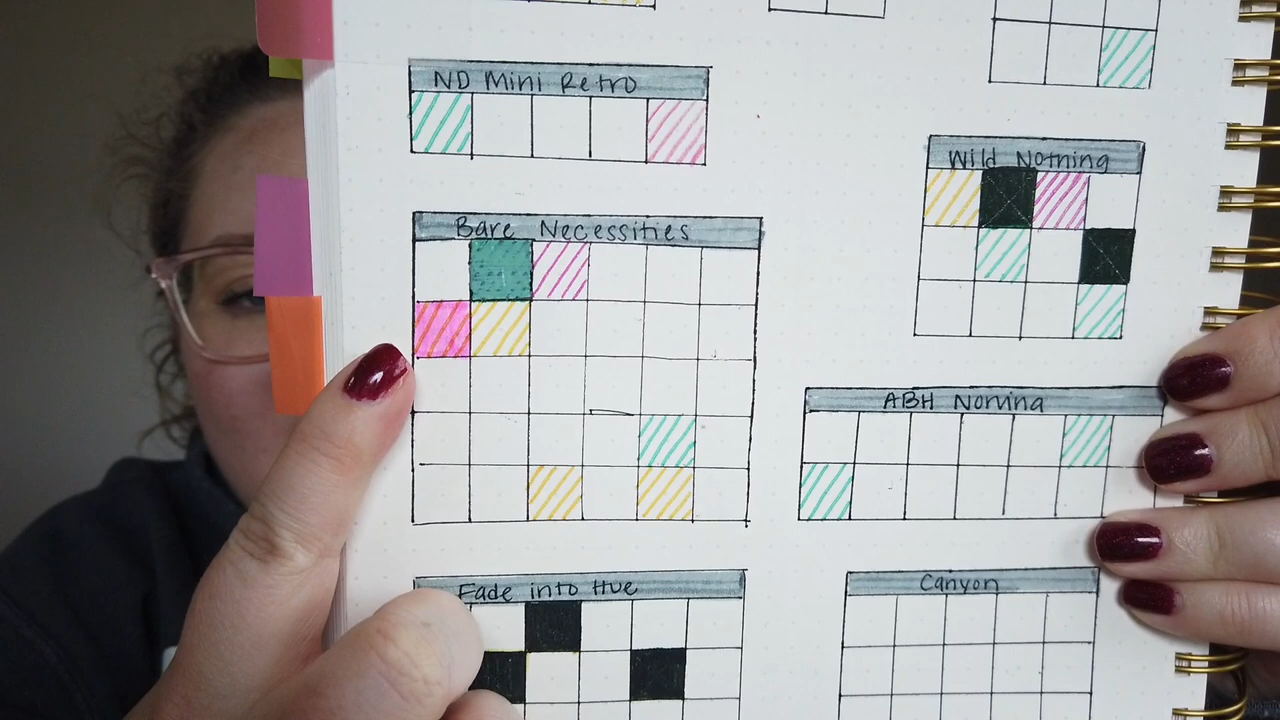 ND Mini Retro
Wild Nothing
Bare Necessities
ABH Norvina
Fade into Hue
Canyon